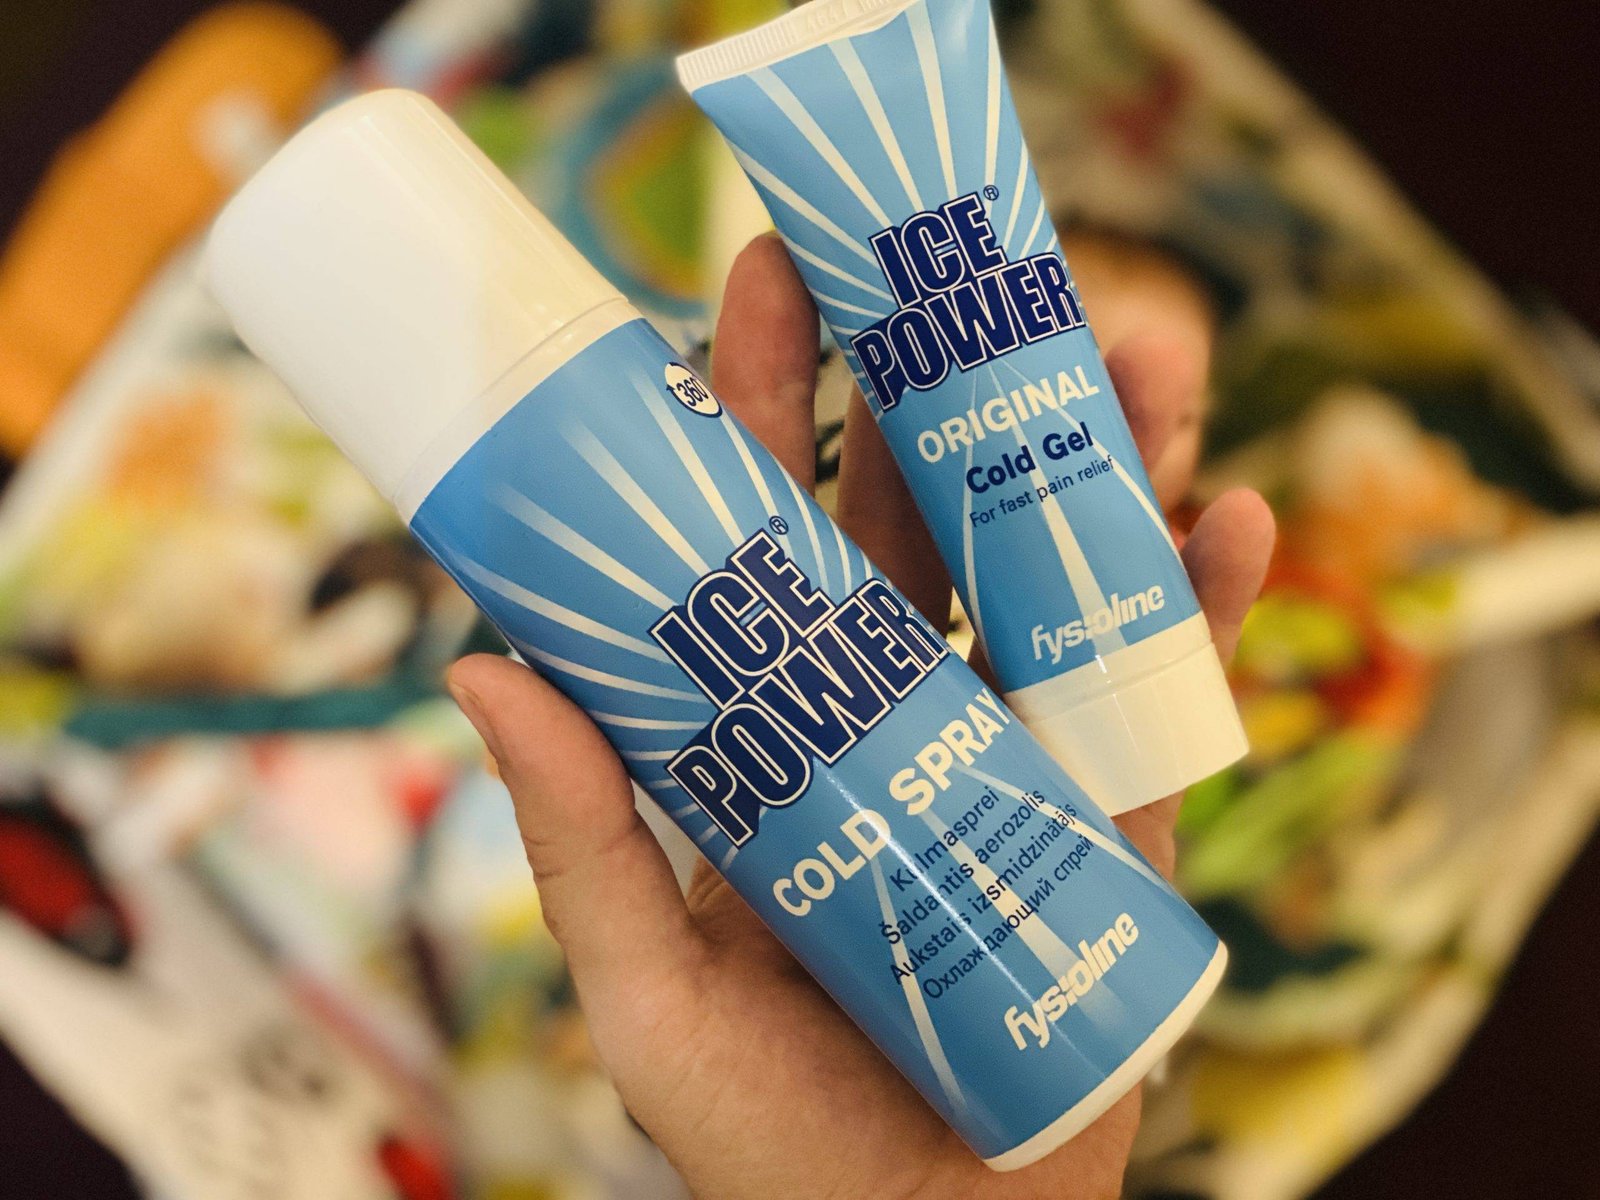 ICE
POWER
®
ORIGINAL
Cold Gel
For fast pain relief
fysioline
360°
ICE
POWER
®
COLD SPRAY
Kylmäsprei
Šaldantis aerozolis
Aukstais izsmidzinātājs
Охлаждающий спрей
fysioline